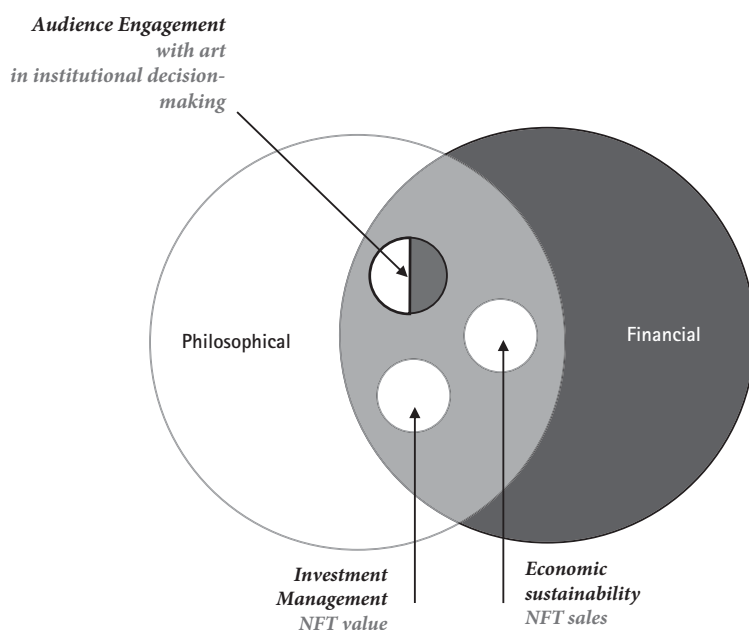 Audience Engagement
with art
in institutional decision-
making
Philosophical
Financial
Investment
Management
NFT value
Economic
sustainability
NFT sales